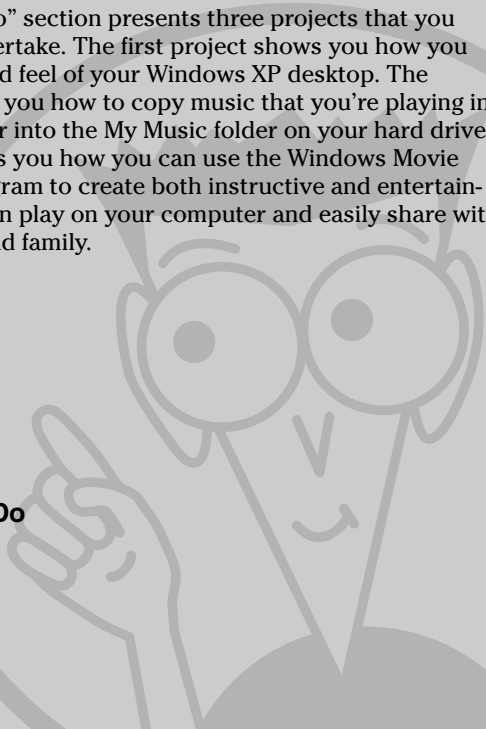 o” section presents three projects that you
ertake. The first project shows you how you
d feel of your Windows XP desktop. The
you how to copy music that you’re playing in
r into the My Music folder on your hard drive
s you how you can use the Windows Movie
gram to create both instructive and entertain-
n play on your computer and easily share wit
d family.
Do